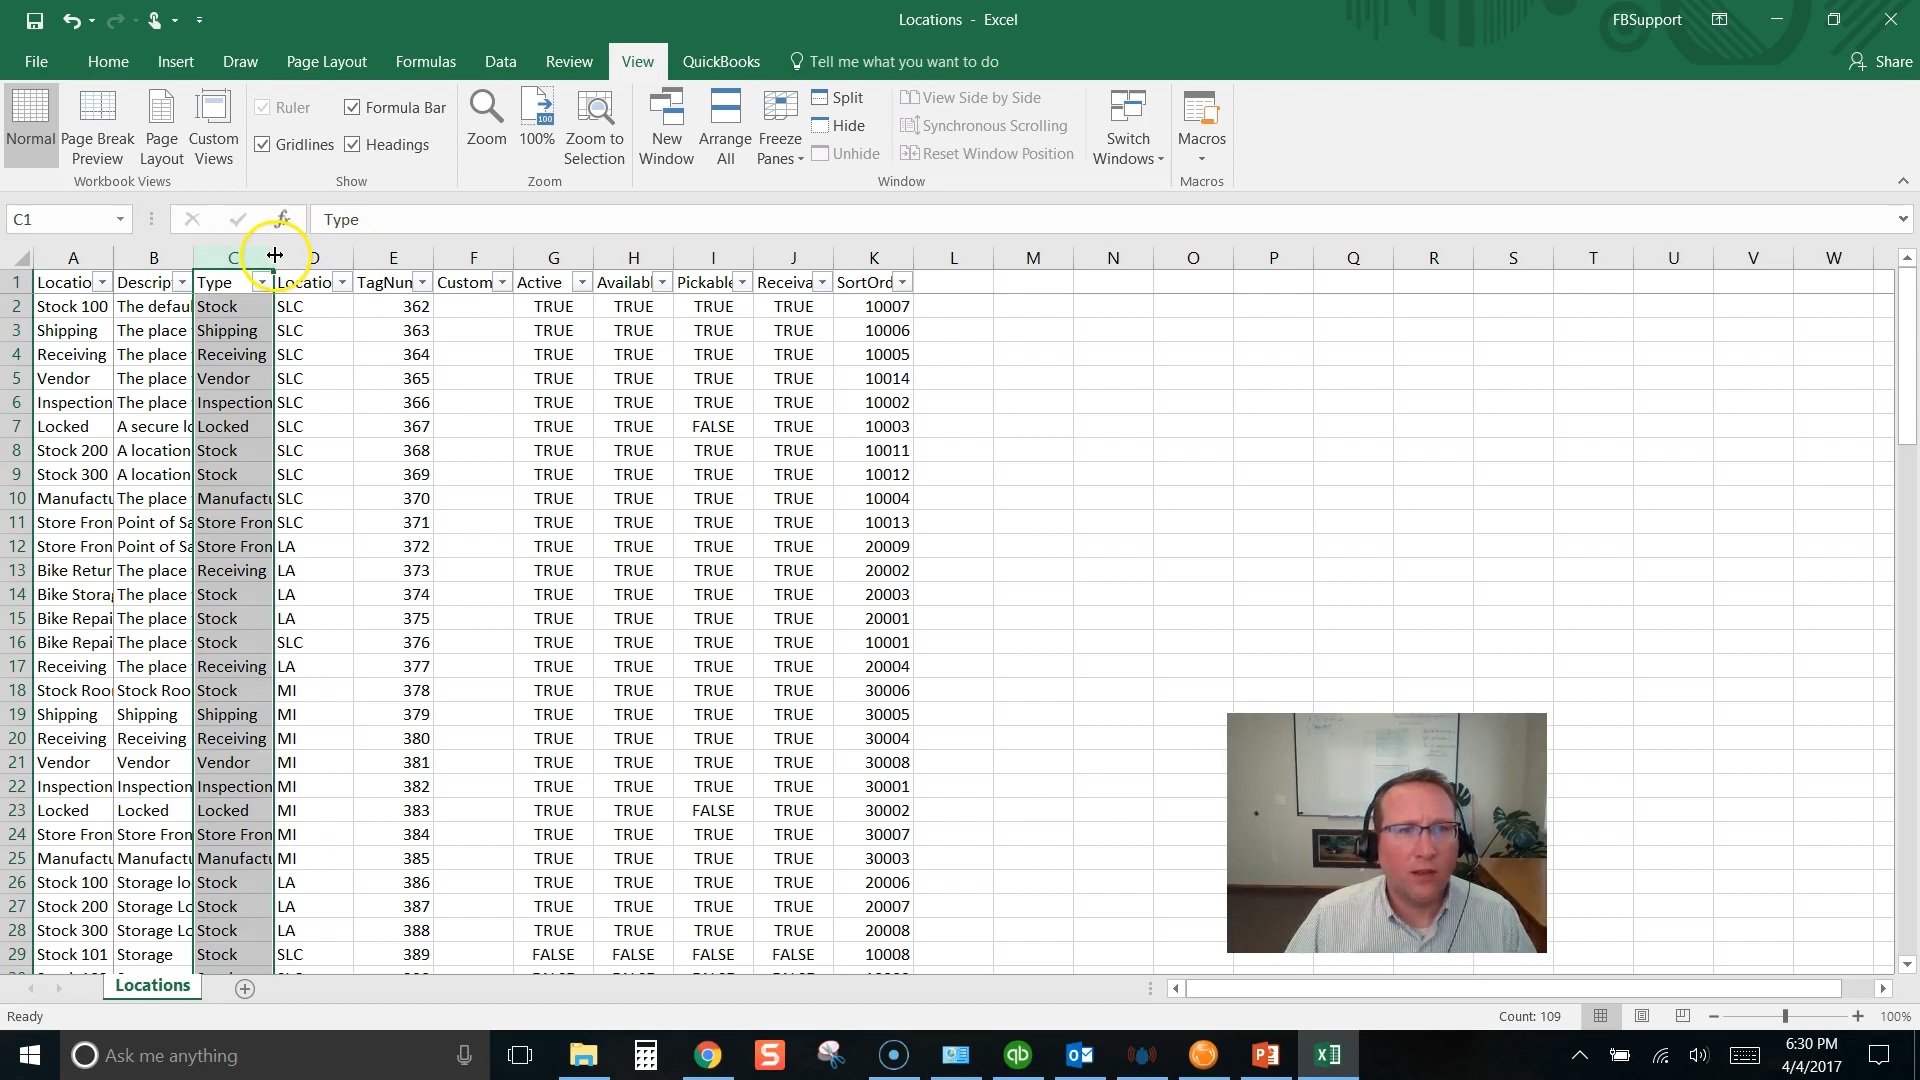 Locations - Excel
FBSupport
File Home Insert Draw Page Layout Formulas Data Review View QuickBooks Tell me what you want to do Share
Normal
Page Break Preview
Page Layout
Custom Views
Workbook Views
Ruler
Formula Bar
Gridlines
Headings
Show
Zoom
100
100%
Zoom to Selection
Zoom
New Window
Arrange All
Freeze Panes
Split
Hide
Unhide
View Side by Side
Synchronous Scrolling
Reset Window Position
Window
Switch Windows
Macros
Macros
C1 fx Type
A B C D E F G H I J K L M N O P Q R S T U V W
1 Locatio Descrip Type Locatio TagNum Custom Active Availabl Pickable Receiva SortOrd
2 Stock 100 The defau Stock SLC 362 TRUE TRUE TRUE TRUE 10007
3 Shipping The place Shipping SLC 363 TRUE TRUE TRUE TRUE 10006
4 Receiving The place Receiving SLC 364 TRUE TRUE TRUE TRUE 10005
5 Vendor The place Vendor SLC 365 TRUE TRUE TRUE TRUE 10014
6 Inspection The place Inspection SLC 366 TRUE TRUE TRUE TRUE 10002
7 Locked A secure lo Locked SLC 367 TRUE TRUE FALSE TRUE 10003
8 Stock 200 A location Stock SLC 368 TRUE TRUE TRUE TRUE 10011
9 Stock 300 A location Stock SLC 369 TRUE TRUE TRUE TRUE 10012
10 Manufactu The place Manufactu SLC 370 TRUE TRUE TRUE TRUE 10004
11 Store Fron Point of Sa Store Fron SLC 371 TRUE TRUE TRUE TRUE 10013
12 Store Fron Point of Sa Store Fron LA 372 TRUE TRUE TRUE TRUE 20009
13 Bike Retur The place Receiving LA 373 TRUE TRUE TRUE TRUE 20002
14 Bike Storag The place Stock LA 374 TRUE TRUE TRUE TRUE 20003
15 Bike Repai The place Stock LA 375 TRUE TRUE TRUE TRUE 20001
16 Bike Repai The place Stock SLC 376 TRUE TRUE TRUE TRUE 10001
17 Receiving The place Receiving LA 377 TRUE TRUE TRUE TRUE 20004
18 Stock Roo Stock Roo Stock MI 378 TRUE TRUE TRUE TRUE 30006
19 Shipping Shipping Shipping MI 379 TRUE TRUE TRUE TRUE 30005
20 Receiving Receiving Receiving MI 380 TRUE TRUE TRUE TRUE 30004
21 Vendor Vendor Vendor MI 381 TRUE TRUE TRUE TRUE 30008
22 Inspection Inspection Inspection MI 382 TRUE TRUE TRUE TRUE 30001
23 Locked Locked Locked MI 383 TRUE TRUE FALSE TRUE 30002
24 Store Fron Store Fron Store Fron MI 384 TRUE TRUE TRUE TRUE 30007
25 Manufactu Manufactu Manufactu MI 385 TRUE TRUE TRUE TRUE 30003
26 Stock 100 Storage lo Stock LA 386 TRUE TRUE TRUE TRUE 20006
27 Stock 200 Storage Lo Stock LA 387 TRUE TRUE TRUE TRUE 20007
28 Stock 300 Storage Lo Stock LA 388 TRUE TRUE TRUE TRUE 20008
29 Stock 101 Storage Stock SLC 389 FALSE FALSE FALSE FALSE 10008
Locations
Ready Count: 109 100%
Ask me anything
6:30 PM
4/4/2017